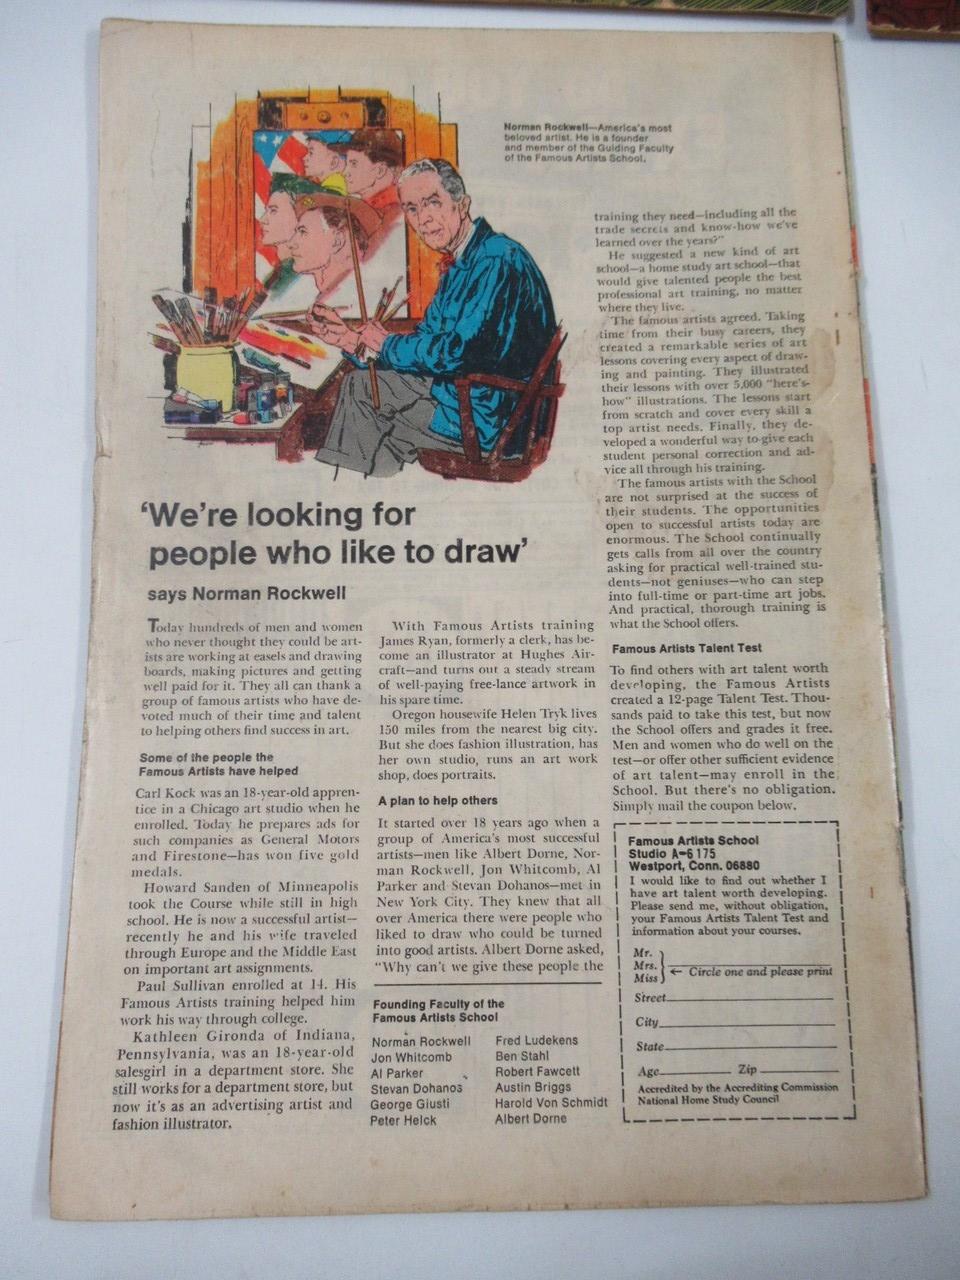 Norman Rockwell—America's most
beloved artist. He is a founder
and member of the Guiding Faculty
of the Famous Artists School.
'We're looking for
people who like to draw'
says Norman Rockwell
Today hundreds of men and women
who never thought they could be art-
ists are working at easels and drawing
boards, making pictures and getting
well paid for it. They all can thank a
group of famous artists who have de-
voted much of their time and talent
to helping others find success in art.
Some of the people the
Famous Artists have helped
Carl Kock was an 18-year-old appren-
tice in a Chicago art studio when he
enrolled. Today he prepares ads for
such companies as General Motors
and Firestone—has won five gold
medals.
Howard Sanden of Minneapolis
took the Course while still in high
school. He is now a successful artist—
recently he and his wife traveled
through Europe and the Middle East
on important art assignments.
Paul Sullivan enrolled at 14. His
Famous Artists training helped him
work his way through college.
Kathleen Gironda of Indiana,
Pennsylvania, was an 18-year-old
salesgirl in a department store. She
still works for a department store, but
now it's as an advertising artist and
fashion illustrator.
With Famous Artists training
James Ryan, formerly a clerk, has be-
come an illustrator at Hughes Air-
craft—and turns out a steady stream
of well-paying free-lance artwork in
his spare time.
Oregon housewife Helen Tryk lives
150 miles from the nearest big city.
But she does fashion illustration, has
her own studio, runs an art work
shop, does portraits.
A plan to help others
It started over 18 years ago when a
group of America's most successful
artists—men like Albert Dorne, Nor-
man Rockwell, Jon Whitcomb, Al
Parker and Stevan Dohanos—met in
New York City. They knew that all
over America there were people who
liked to draw who could be turned
into good artists. Albert Dorne asked,
"Why can't we give these people the
training they need—including all the
trade secrets and know-how we've
learned over the years?"
He suggested a new kind of art
school—a home study art school—that
would give talented people the best
professional art training, no matter
where they live.
The famous artists agreed. Taking
time from their busy careers, they
created a remarkable series of art
lessons covering every aspect of draw-
ing and painting. They illustrated
their lessons with over 5,000 "here's-
how" illustrations. The lessons start
from scratch and cover every skill a
top artist needs. Finally, they de-
veloped a wonderful way to give each
student personal correction and ad-
vice all through his training.
The famous artists with the School
are not surprised at the success of
their students. The opportunities
open to successful artists today are
enormous. The School continually
gets calls from all over the country
asking for practical well-trained stu-
dents—not geniuses—who can step
into full-time or part-time art jobs.
And practical, thorough training is
what the School offers.
Famous Artists Talent Test
To find others with art talent worth
developing, the Famous Artists
created a 12-page Talent Test. Thou-
sands paid to take this test, but now
the School offers and grades it free.
Men and women who do well on the
test—or offer other sufficient evidence
of art talent—may enroll in the
School. But there's no obligation.
Simply mail the coupon below.
Founding Faculty of the
Famous Artists School
Norman Rockwell
Jon Whitcomb
Al Parker
Stevan Dohanos
George Giusti
Peter Helck
Fred Ludekens
Ben Stahl
Robert Fawcett
Austin Briggs
Harold Von Schmidt
Albert Dorne
Famous Artists School
Studio A-6175
Westport, Conn. 06880
I would like to find out whether I
have art talent worth developing.
Please send me, without obligation,
your Famous Artists Talent Test and
information about your courses.
Mr.
Mrs.
Miss
← Circle one and please print
Street
City
State
Age Zip
Accredited by the Accrediting Commission
National Home Study Council